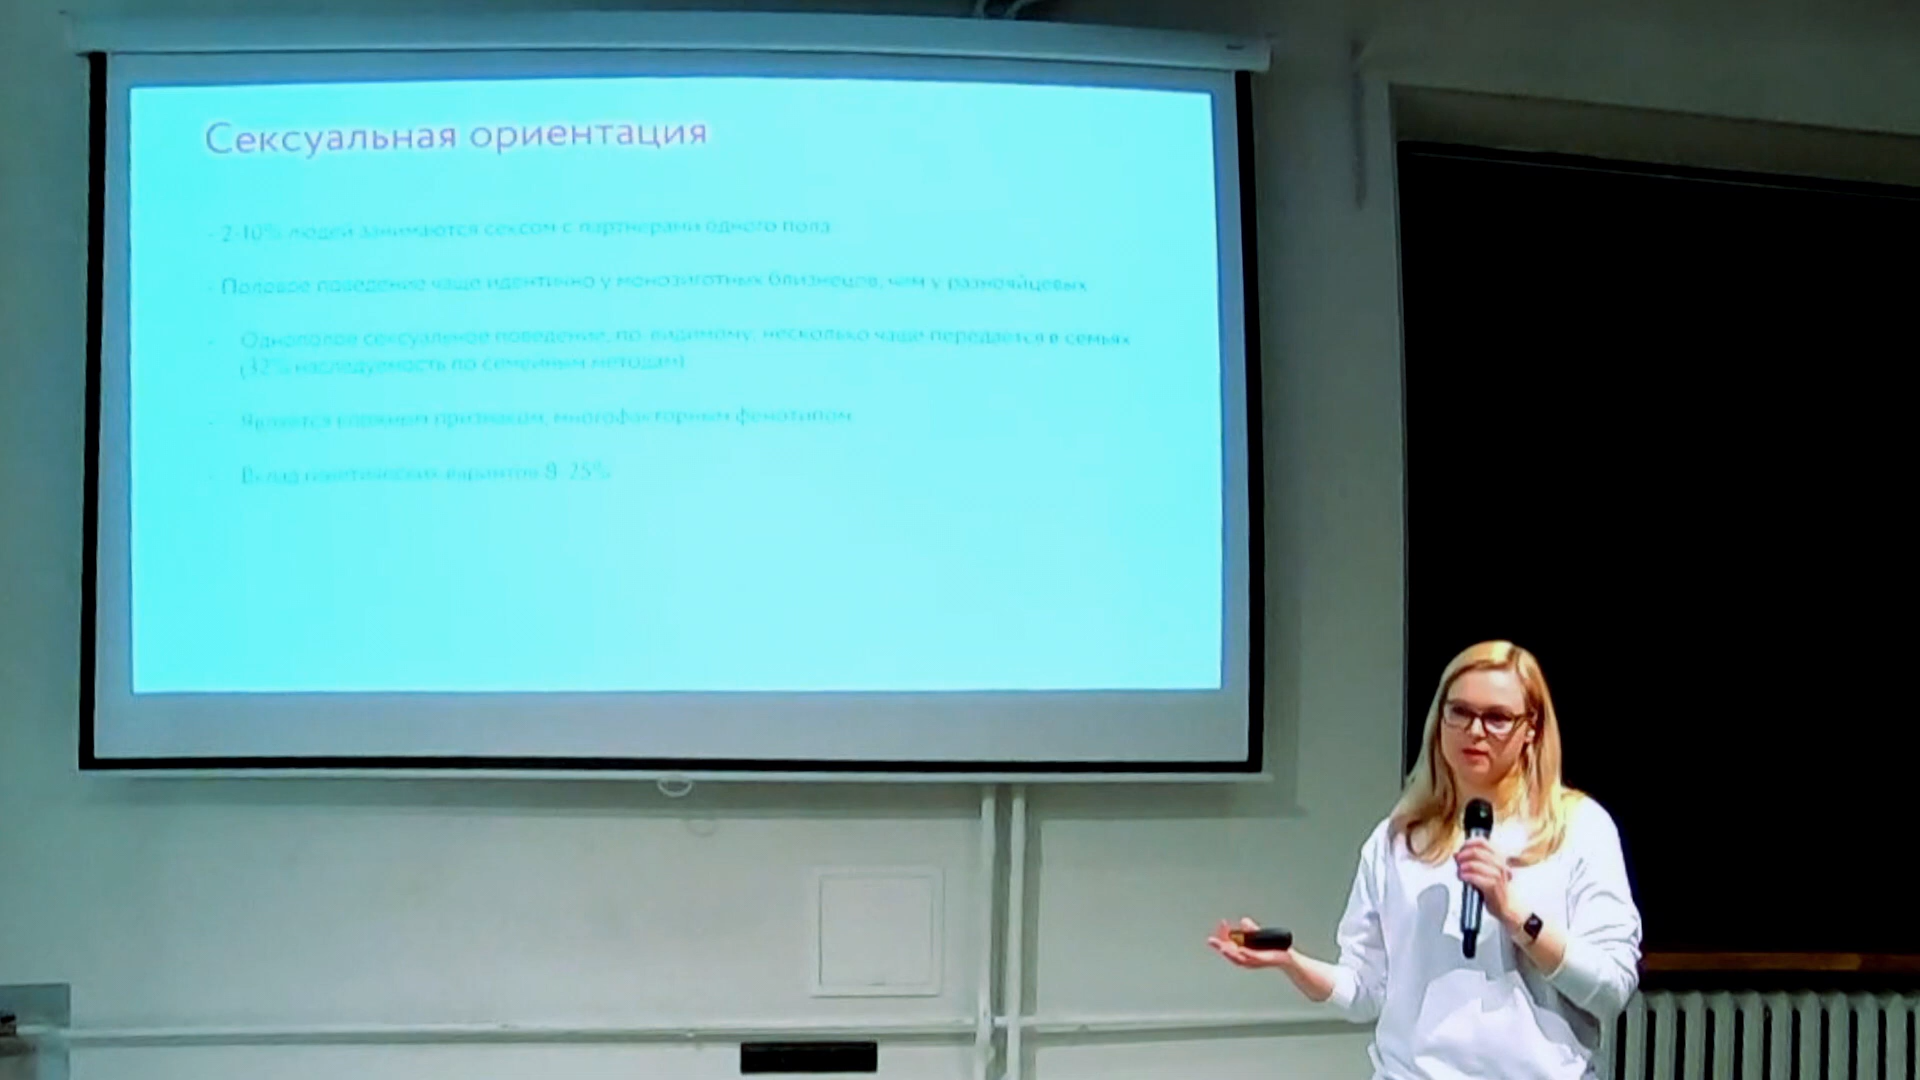 Сексуальная ориентация
- 2-10% людей занимаются сексом с партнерами одного пола
- Половое поведение чаще идентично у монозиготных близнецов, чем у разнояйцевых
- Однополое сексуальное поведение, по-видимому, несколько чаще передается в семьях
(32% наследуемость по семейным методам)
- Является сложным признаком, многофакторным фенотипом
- Вклад генетических вариантов 8-25%